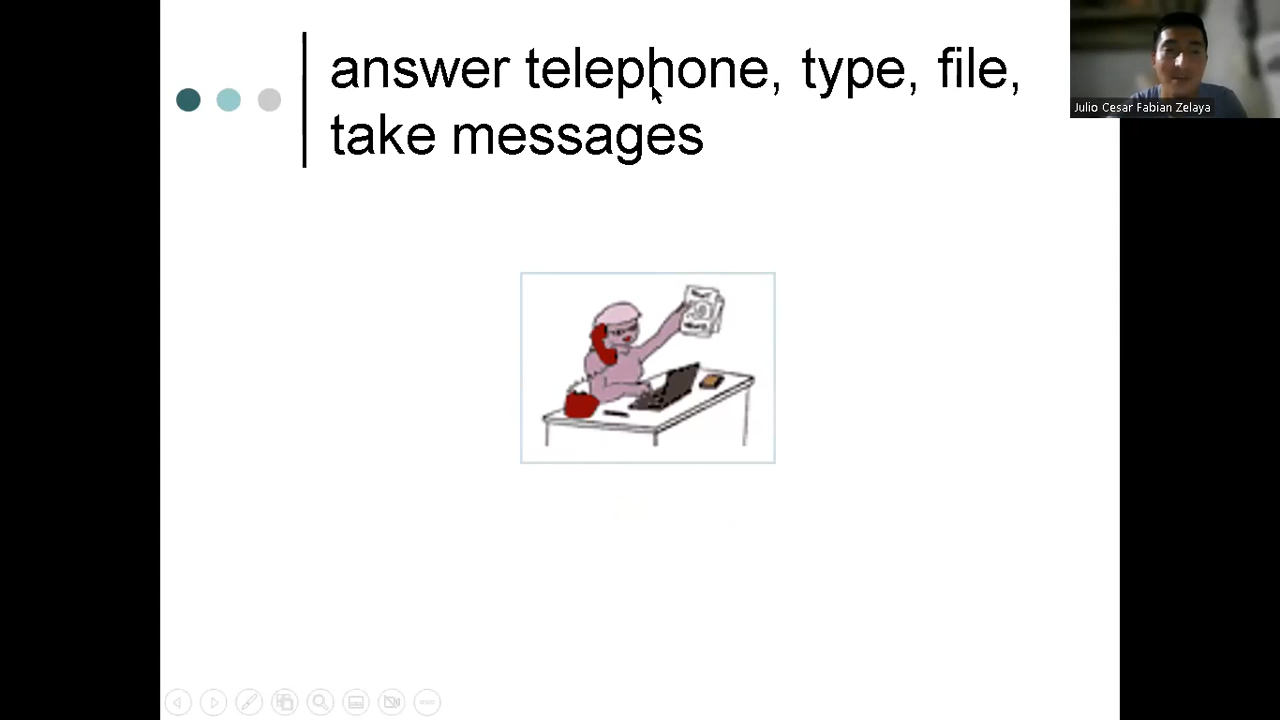 answer telephone, type, file,
take messages
Julio Cesar Fabian Zelaya